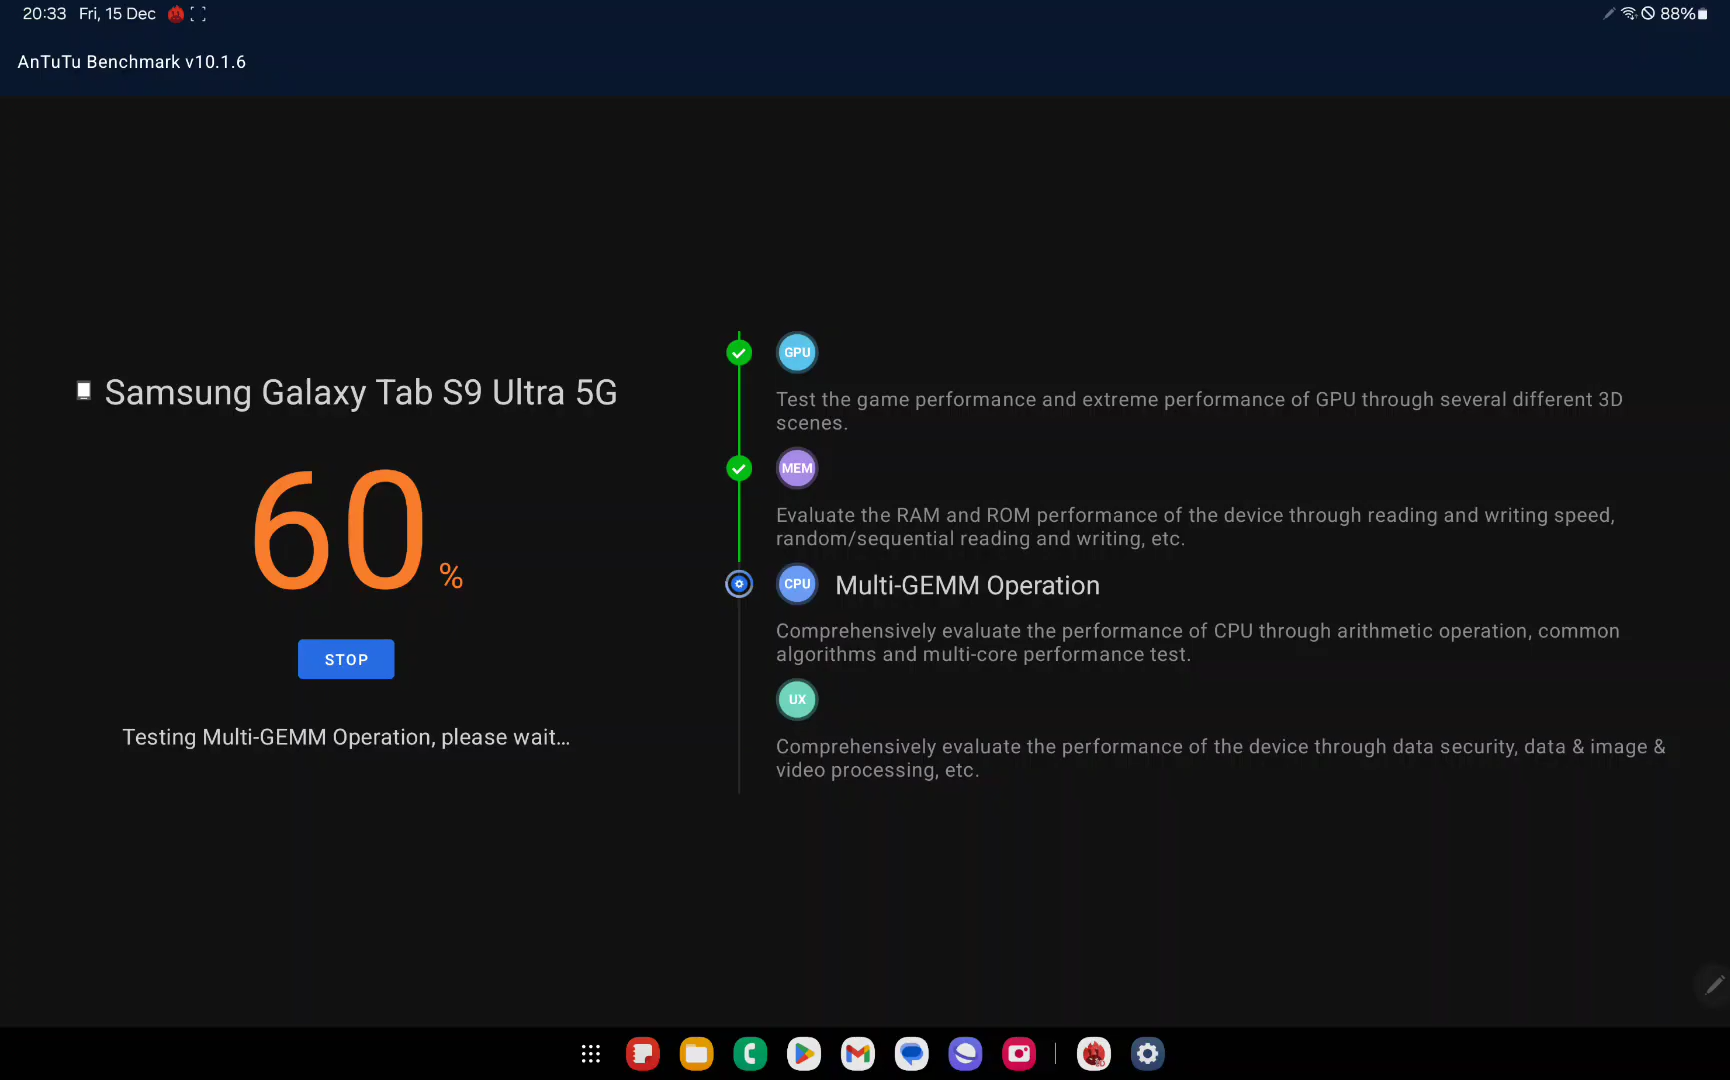 20:33 Fri, 15 Dec
88%
AnTuTu Benchmark v10.1.6
Samsung Galaxy Tab S9 Ultra 5G
60%
STOP
Testing Multi-GEMM Operation, please wait...
GPU
Test the game performance and extreme performance of GPU through several different 3D
scenes.
MEM
Evaluate the RAM and ROM performance of the device through reading and writing speed,
random/sequential reading and writing, etc.
CPU Multi-GEMM Operation
Comprehensively evaluate the performance of CPU through arithmetic operation, common
algorithms and multi-core performance test.
UX
Comprehensively evaluate the performance of the device through data security, data & image &
video processing, etc.
3D